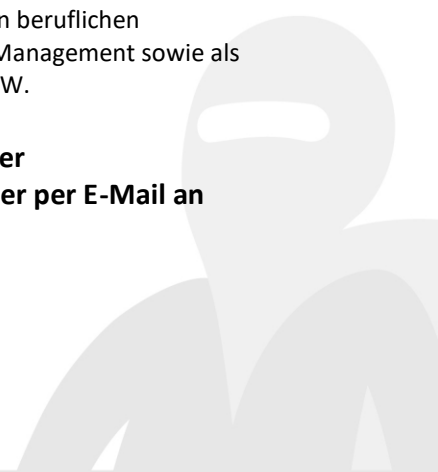 n beruflichen
Management sowie als
W.
er
er per E-Mail an